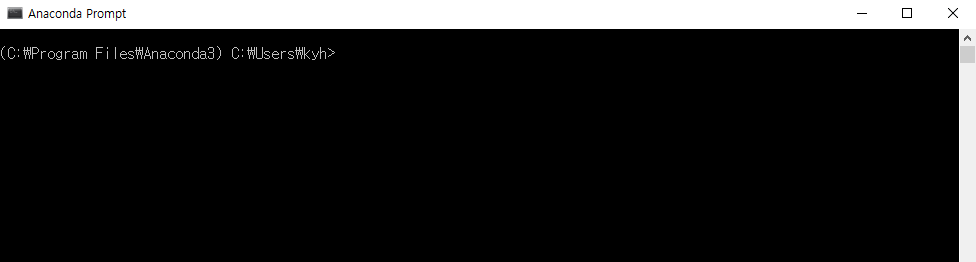 Anaconda Prompt
(C:₩Program Files₩Anaconda3) C:₩Users₩kyh>